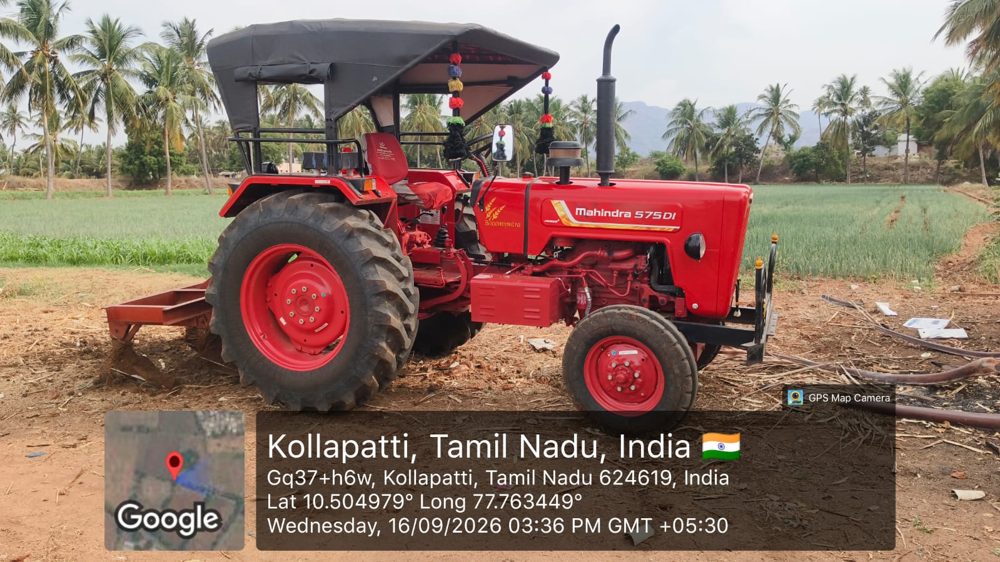 Mahindra 575 DI
POWER+
Bhoomiputra
GPS Map Camera
Kollapatti, Tamil Nadu, India
Gq37+h6w, Kollapatti, Tamil Nadu 624619, India
Lat 10.504979° Long 77.763449°
Wednesday, 16/09/2026 03:36 PM GMT +05:30
Google